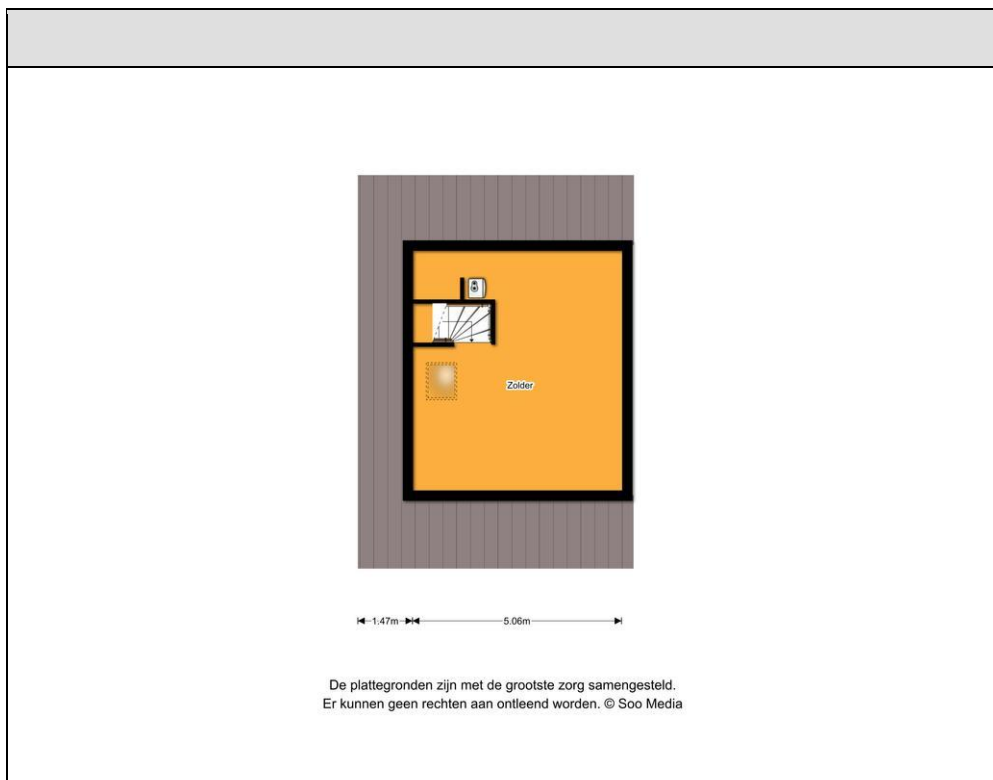 Zolder
1.47m
5.06m
De plattegronden zijn met de grootste zorg samengesteld.
Er kunnen geen rechten aan ontleend worden. © Soo Media